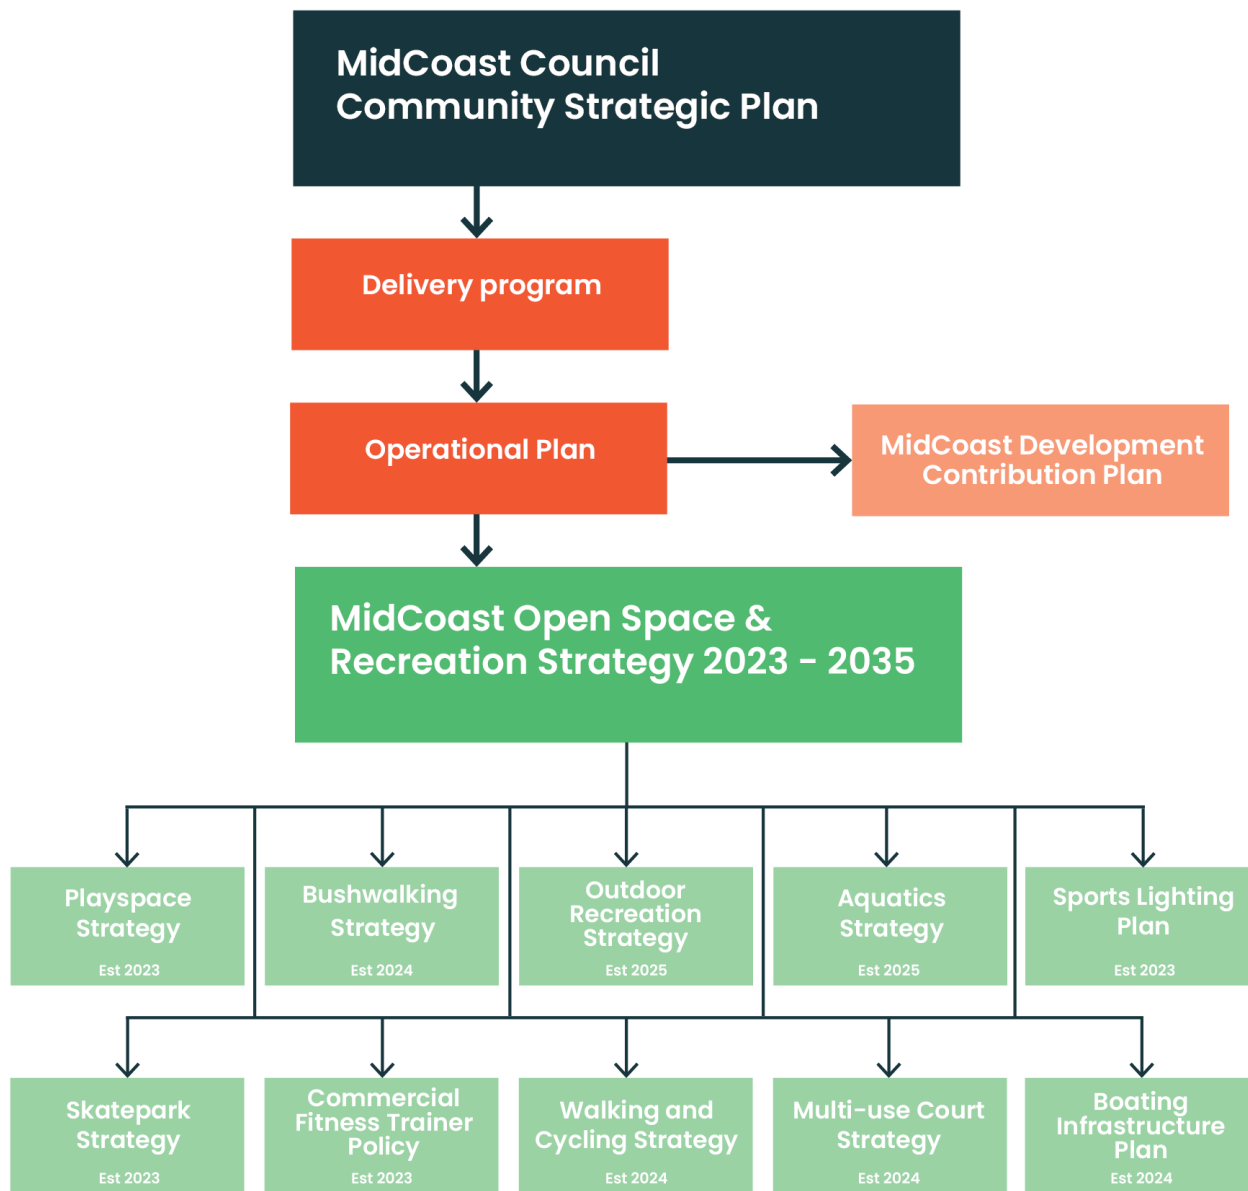 MidCoast Council
Community Strategic Plan
Delivery program
Operational Plan
MidCoast Development
Contribution Plan
MidCoast Open Space &
Recreation Strategy 2023 - 2035
Playspace
Strategy
Est 2023
Bushwalking
Strategy
Est 2024
Outdoor
Recreation
Strategy
Est 2025
Aquatics
Strategy
Est 2025
Sports Lighting
Plan
Est 2023
Skatepark
Strategy
Est 2023
Commercial
Fitness Trainer
Policy
Est 2023
Walking and
Cycling Strategy
Est 2024
Multi-use Court
Strategy
Est 2024
Boating
Infrastructure
Plan
Est 2024